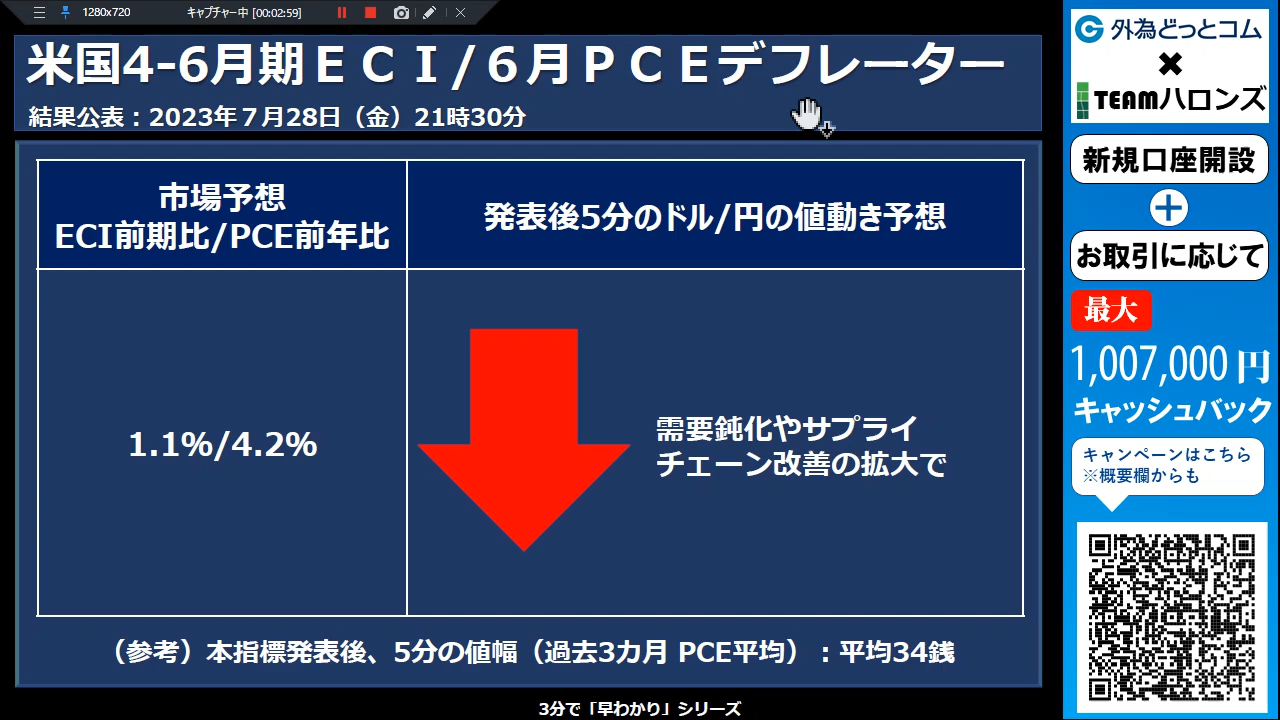 1280x720
キャプチャー中 [00:02:59]
米国4-6月期ＥＣＩ/６月ＰＣＥデフレーター
結果公表：2023年７月28日（金）21時30分
市場予想
ECI前期比/PCE前年比
発表後5分のドル/円の値動き予想
1.1%/4.2%
需要鈍化やサプライ
チェーン改善の拡大で
（参考）本指標発表後、5分の値幅（過去3カ月 PCE平均）：平均34銭
3分で「早わかり」シリーズ
外為どっとコム
✖
TEAMハロンズ
新規口座開設
+
お取引に応じて
最大
1,007,000円
キャッシュバック
キャンペーンはこちら
※概要欄からも